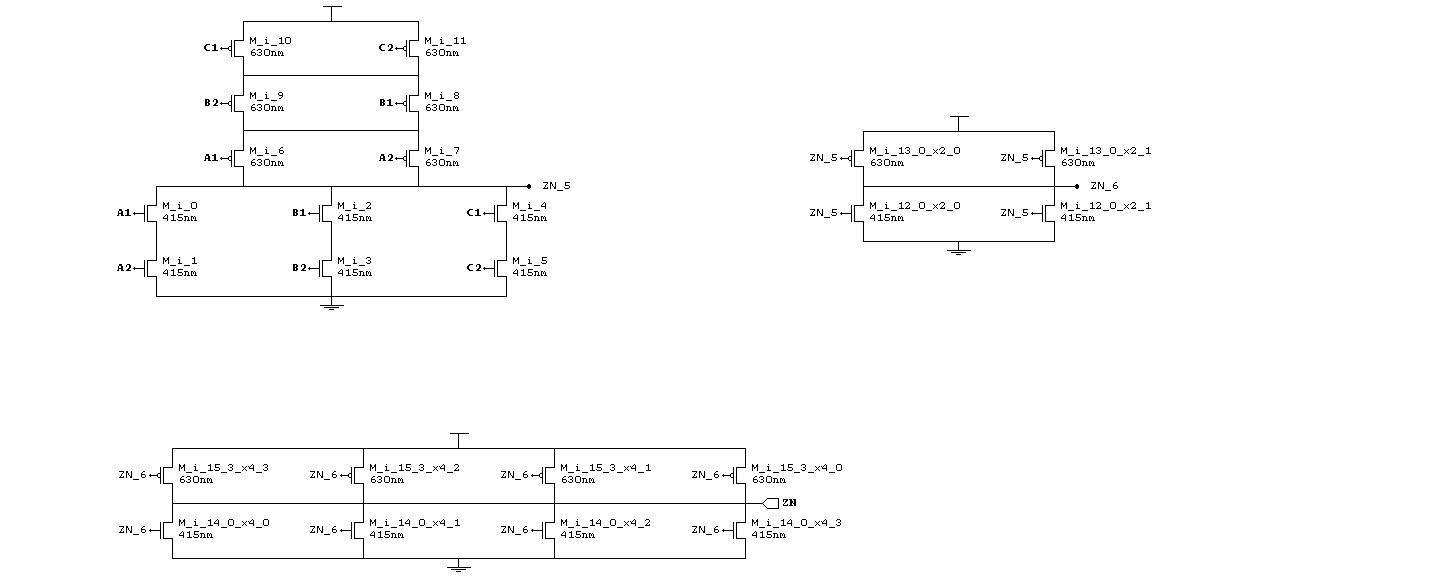 C1 M_i_10 C2 M_i_11
630nm 630nm
B2 M_i_9 B1 M_i_8
630nm 630nm
A1 M_i_6 A2 M_i_7
630nm 630nm
ZN_5
A1 M_i_0 B1 M_i_2 C1 M_i_4
415nm 415nm 415nm
A2 M_i_1 B2 M_i_3 C2 M_i_5
415nm 415nm 415nm
ZN_5 M_i_13_0_x2_0 ZN_5 M_i_13_0_x2_1
630nm 630nm
ZN_6
ZN_5 M_i_12_0_x2_0 ZN_5 M_i_12_0_x2_1
415nm 415nm
ZN_6 M_i_15_3_x4_3 ZN_6 M_i_15_3_x4_2 ZN_6 M_i_15_3_x4_1 ZN_6 M_i_15_3_x4_0
630nm 630nm 630nm 630nm
ZN
ZN_6 M_i_14_0_x4_0 ZN_6 M_i_14_0_x4_1 ZN_6 M_i_14_0_x4_2 ZN_6 M_i_14_0_x4_3
415nm 415nm 415nm 415nm